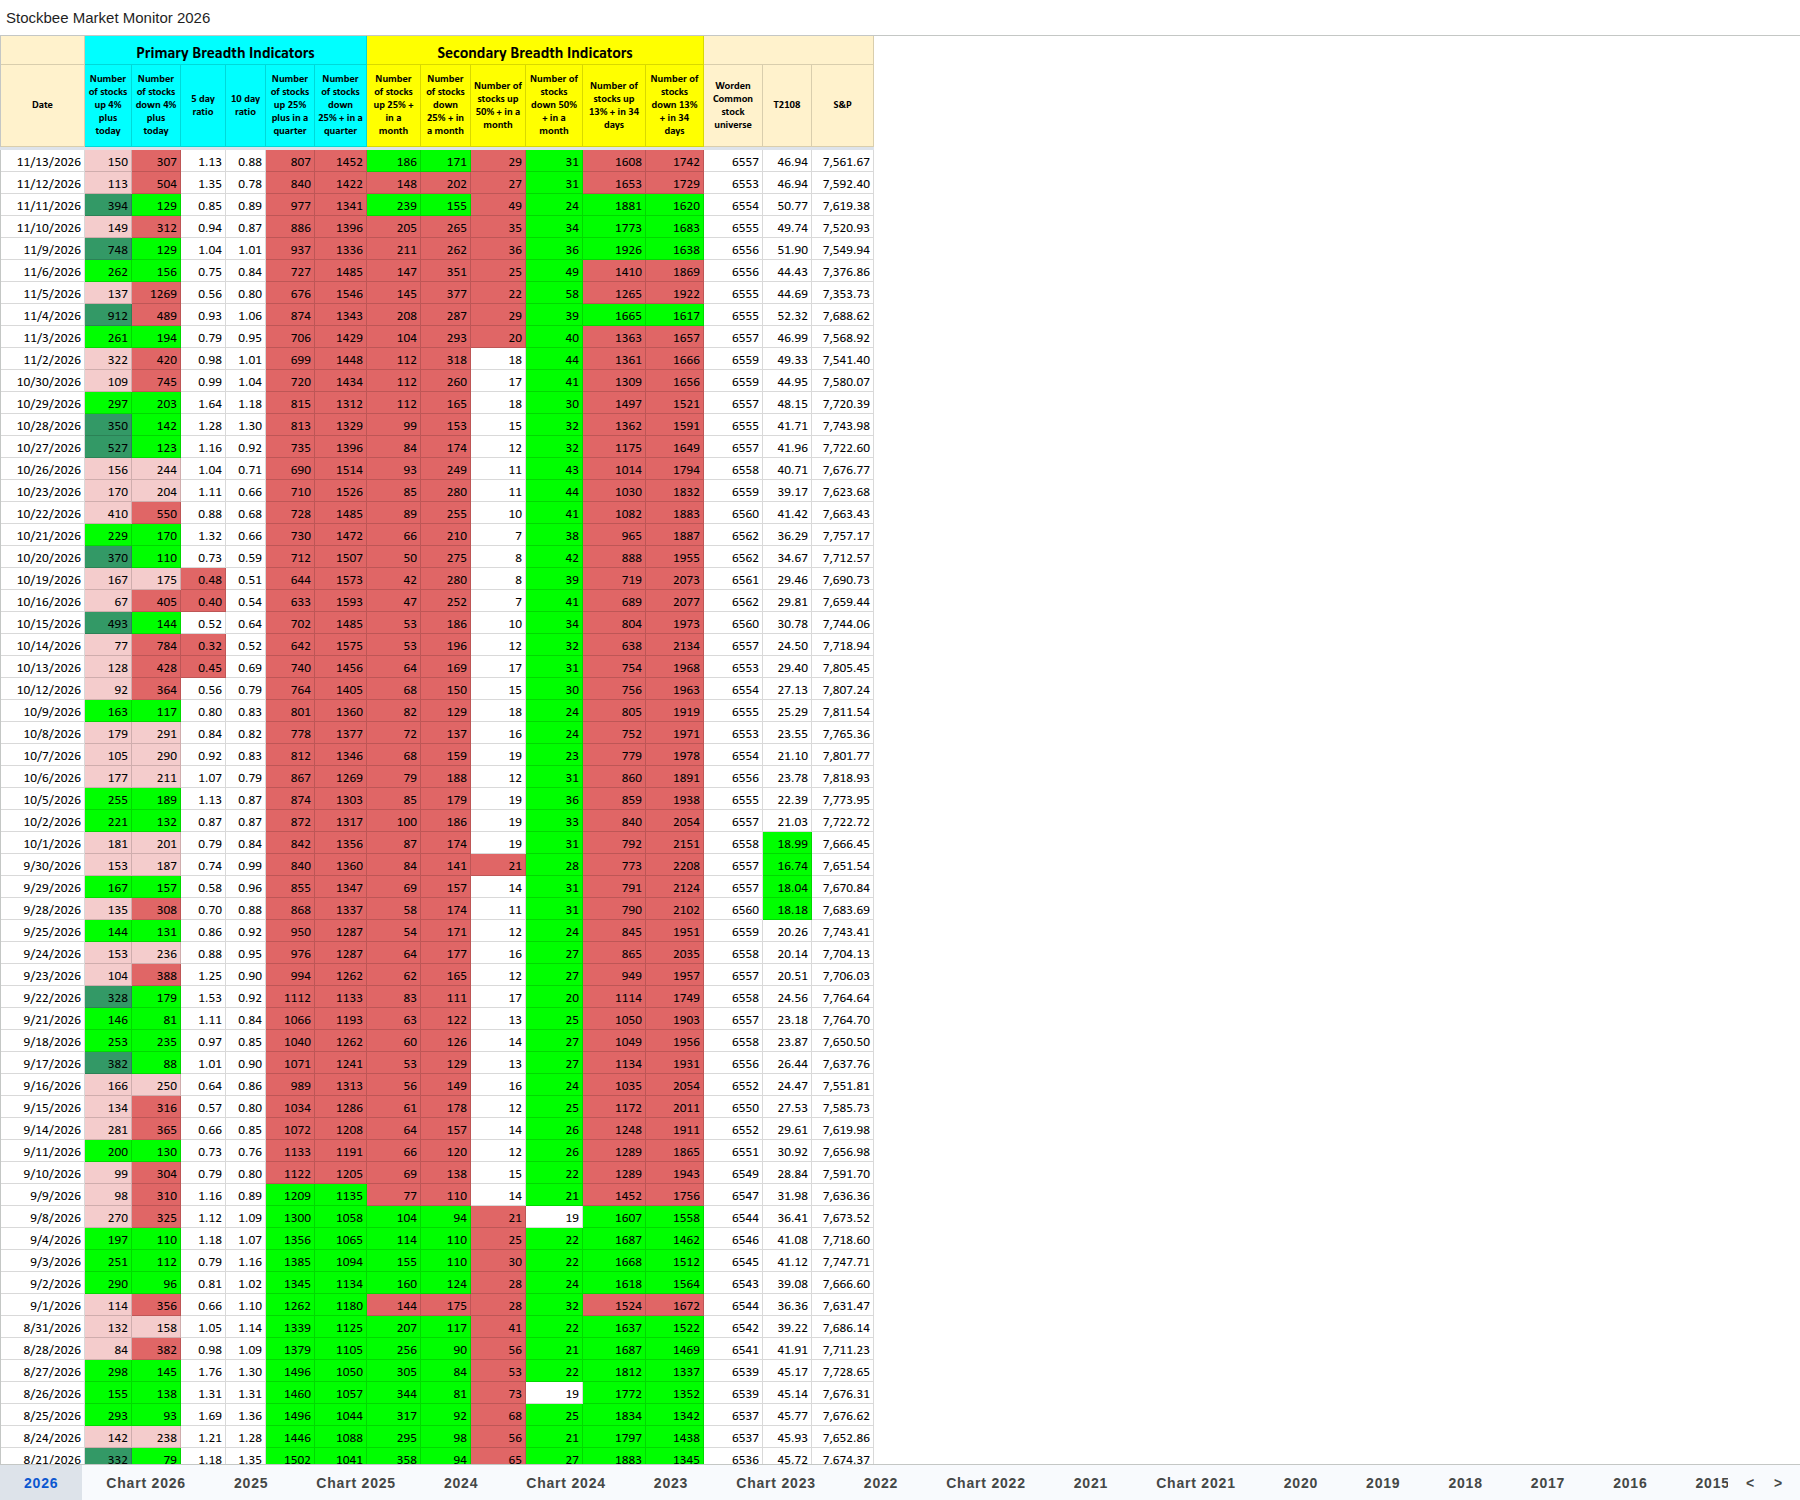 Stockbee Market Monitor 2026
Primary Breadth Indicators Secondary Breadth Indicators
Date Number of stocks up 4% plus today Number of stocks down 4% plus today 5 day ratio 10 day ratio Number of stocks up 25% plus in a quarter Number of stocks down 25% + in a quarter Number of stocks up 25% + in a month Number of stocks down 25% + in a month Number of stocks up 50% + in a month Number of stocks down 50% + in a month Number of stocks up 13% + in 34 days Number of stocks down 13% + in 34 days Worden Common stock universe T2108 S&P
11/13/2026 150 307 1.13 0.88 807 1452 186 171 29 31 1608 1742 6557 46.94 7,561.67
11/12/2026 113 504 1.35 0.78 840 1422 148 202 27 31 1653 1729 6553 46.94 7,592.40
11/11/2026 394 129 0.85 0.89 977 1341 239 155 49 24 1881 1620 6554 50.77 7,619.38
11/10/2026 149 312 0.94 0.87 886 1396 205 265 35 34 1773 1683 6555 49.74 7,520.93
11/9/2026 748 129 1.04 1.01 937 1336 211 262 36 36 1926 1638 6556 51.90 7,549.94
11/6/2026 262 156 0.75 0.84 727 1485 147 351 25 49 1410 1869 6556 44.43 7,376.86
11/5/2026 137 1269 0.56 0.80 676 1546 145 377 22 58 1265 1922 6555 44.69 7,353.73
11/4/2026 912 489 0.93 1.06 874 1343 208 287 29 39 1665 1617 6555 52.32 7,688.62
11/3/2026 261 194 0.79 0.95 706 1429 104 293 20 40 1363 1657 6557 46.99 7,568.92
11/2/2026 322 420 0.98 1.01 699 1448 112 318 18 44 1361 1666 6559 49.33 7,541.40
10/30/2026 109 745 0.99 1.04 720 1434 112 260 17 41 1309 1656 6559 44.95 7,580.07
10/29/2026 297 203 1.64 1.18 815 1312 112 165 18 30 1497 1521 6557 48.15 7,720.39
10/28/2026 350 142 1.28 1.30 813 1329 99 153 15 32 1362 1591 6555 41.71 7,743.98
10/27/2026 527 123 1.16 0.92 735 1396 84 174 12 32 1175 1649 6557 41.96 7,722.60
10/26/2026 156 244 1.04 0.71 690 1514 93 249 11 43 1014 1794 6558 40.71 7,676.77
10/23/2026 170 204 1.11 0.66 710 1526 85 280 11 44 1030 1832 6559 39.17 7,623.68
10/22/2026 410 550 0.88 0.68 728 1485 89 255 10 41 1082 1883 6560 41.42 7,663.43
10/21/2026 229 170 1.32 0.66 730 1472 66 210 7 38 965 1887 6562 36.29 7,757.17
10/20/2026 370 110 0.73 0.59 712 1507 50 275 8 42 888 1955 6562 34.67 7,712.57
10/19/2026 167 175 0.48 0.51 644 1573 42 280 8 39 719 2073 6561 29.46 7,690.73
10/16/2026 67 405 0.40 0.54 633 1593 47 252 7 41 689 2077 6562 29.81 7,659.44
10/15/2026 493 144 0.52 0.64 702 1485 53 186 10 34 804 1973 6560 30.78 7,744.06
10/14/2026 77 784 0.32 0.52 642 1575 53 196 12 32 638 2134 6557 24.50 7,718.94
10/13/2026 128 428 0.45 0.69 740 1456 64 169 17 31 754 1968 6553 29.40 7,805.45
10/12/2026 92 364 0.56 0.79 764 1405 68 150 15 30 756 1963 6554 27.13 7,807.24
10/9/2026 163 117 0.80 0.83 801 1360 82 129 18 24 805 1919 6555 25.29 7,811.54
10/8/2026 179 291 0.84 0.82 778 1377 72 137 16 24 752 1971 6553 23.55 7,765.36
10/7/2026 105 290 0.92 0.83 812 1346 68 159 19 23 779 1978 6554 21.10 7,801.77
10/6/2026 177 211 1.07 0.79 867 1269 79 188 12 31 860 1891 6556 23.78 7,818.93
10/5/2026 255 189 1.13 0.87 874 1303 85 179 19 36 859 1938 6555 22.39 7,773.95
10/2/2026 221 132 0.87 0.87 872 1317 100 186 19 33 840 2054 6557 21.03 7,722.72
10/1/2026 181 201 0.79 0.84 842 1356 87 174 19 31 792 2151 6558 18.99 7,666.45
9/30/2026 153 187 0.74 0.99 840 1360 84 141 21 28 773 2208 6557 16.74 7,651.54
9/29/2026 167 157 0.58 0.96 855 1347 69 157 14 31 791 2124 6557 18.04 7,670.84
9/28/2026 135 308 0.70 0.88 868 1337 58 174 11 31 790 2102 6560 18.18 7,683.69
9/25/2026 144 131 0.86 0.92 950 1287 54 171 12 24 845 1951 6559 20.26 7,743.41
9/24/2026 153 236 0.88 0.95 976 1287 64 177 16 27 865 2035 6558 20.14 7,704.13
9/23/2026 104 388 1.25 0.90 994 1262 62 165 12 27 949 1957 6557 20.51 7,706.03
9/22/2026 328 179 1.53 0.92 1112 1133 83 111 17 20 1114 1749 6558 24.56 7,764.64
9/21/2026 146 81 1.11 0.84 1066 1193 63 122 13 25 1050 1903 6557 23.18 7,764.70
9/18/2026 253 235 0.97 0.85 1040 1262 60 126 14 27 1049 1956 6558 23.87 7,650.50
9/17/2026 382 88 1.01 0.90 1071 1241 53 129 13 27 1134 1931 6556 26.44 7,637.76
9/16/2026 166 250 0.64 0.86 989 1313 56 149 16 24 1035 2054 6552 24.47 7,551.81
9/15/2026 134 316 0.57 0.80 1034 1286 61 178 12 25 1172 2011 6550 27.53 7,585.73
9/14/2026 281 365 0.66 0.85 1072 1208 64 157 14 26 1248 1911 6552 29.61 7,619.98
9/11/2026 200 130 0.73 0.76 1133 1191 66 120 12 26 1289 1865 6551 30.92 7,656.98
9/10/2026 99 304 0.79 0.80 1122 1205 69 138 15 22 1289 1943 6549 28.84 7,591.70
9/9/2026 98 310 1.16 0.89 1209 1135 77 110 14 21 1452 1756 6547 31.98 7,636.36
9/8/2026 270 325 1.12 1.09 1300 1058 104 94 21 19 1607 1558 6544 36.41 7,673.52
9/4/2026 197 110 1.18 1.07 1356 1065 114 110 25 22 1687 1462 6546 41.08 7,718.60
9/3/2026 251 112 0.79 1.16 1385 1094 155 110 30 22 1668 1512 6545 41.12 7,747.71
9/2/2026 290 96 0.81 1.02 1345 1134 160 124 28 24 1618 1564 6543 39.08 7,666.60
9/1/2026 114 356 0.66 1.10 1262 1180 144 175 28 32 1524 1672 6544 36.36 7,631.47
8/31/2026 132 158 1.05 1.14 1339 1125 207 117 41 22 1637 1522 6542 39.22 7,686.14
8/28/2026 84 382 0.98 1.09 1379 1105 256 90 56 21 1687 1469 6541 41.91 7,711.23
8/27/2026 298 145 1.76 1.30 1496 1050 305 84 53 22 1812 1337 6539 45.17 7,728.65
8/26/2026 155 138 1.31 1.31 1460 1057 344 81 73 19 1772 1352 6539 45.14 7,676.31
8/25/2026 293 93 1.69 1.36 1496 1044 317 92 68 25 1834 1342 6537 45.77 7,676.62
8/24/2026 142 238 1.21 1.28 1446 1088 295 98 56 21 1797 1438 6537 45.93 7,652.86
8/21/2026 332 79 1.18 1.35 1502 1041 358 94 65 27 1883 1345 6536 45.72 7,674.37
2026 Chart 2026 2025 Chart 2025 2024 Chart 2024 2023 Chart 2023 2022 Chart 2022 2021 Chart 2021 2020 2019 2018 2017 2016 2015 < >